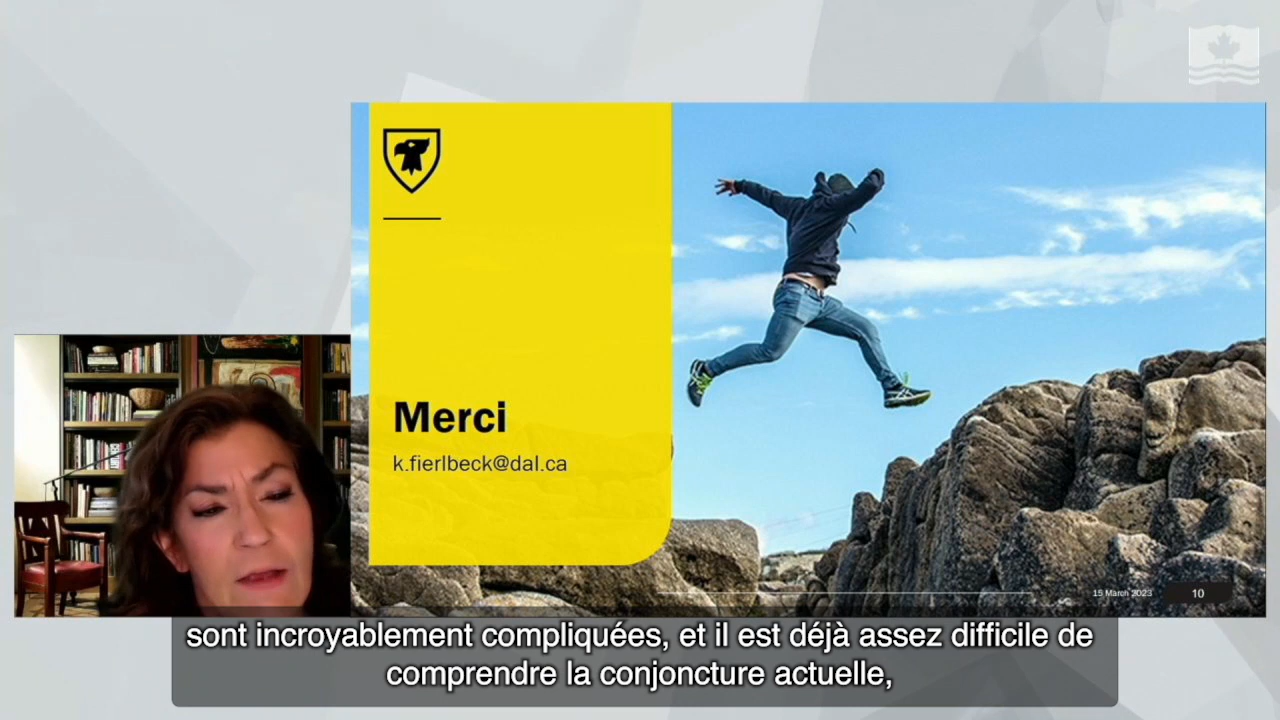 Merci
k.fierlbeck@dal.ca
15 March 2023
10
sont incroyablement compliquées, et il est déjà assez difficile de
comprendre la conjoncture actuelle,